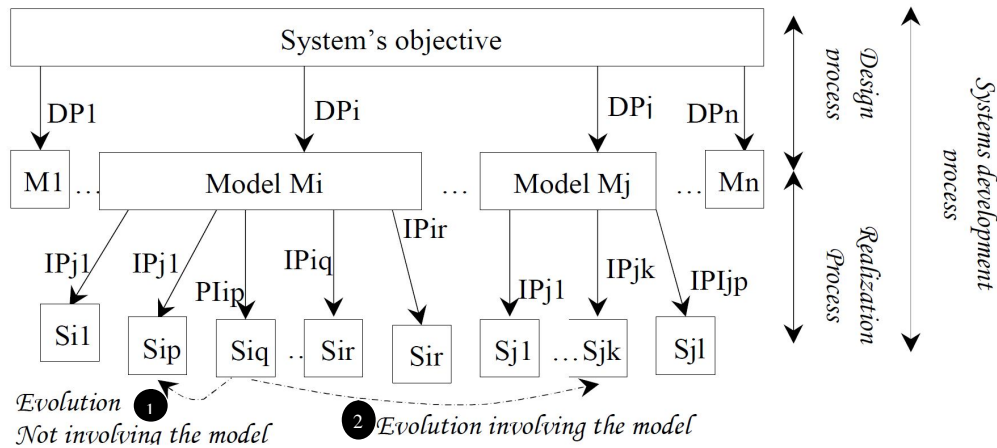 System's objective
DP1
DPi
DPj
DPn
Design
process
M1
...
Model Mi
...
Model Mj
...
Mn
Systems development
process
IPj1
IPj1
PIip
IPiq
IPir
IPj1
IPjk
IPIjp
Realization
Process
Si1
Sip
Siq
..
Sir
Sir
Sj1
...
Sjk
Sjl
Evolution
1
Not involving the model
2
Evolution involving the model